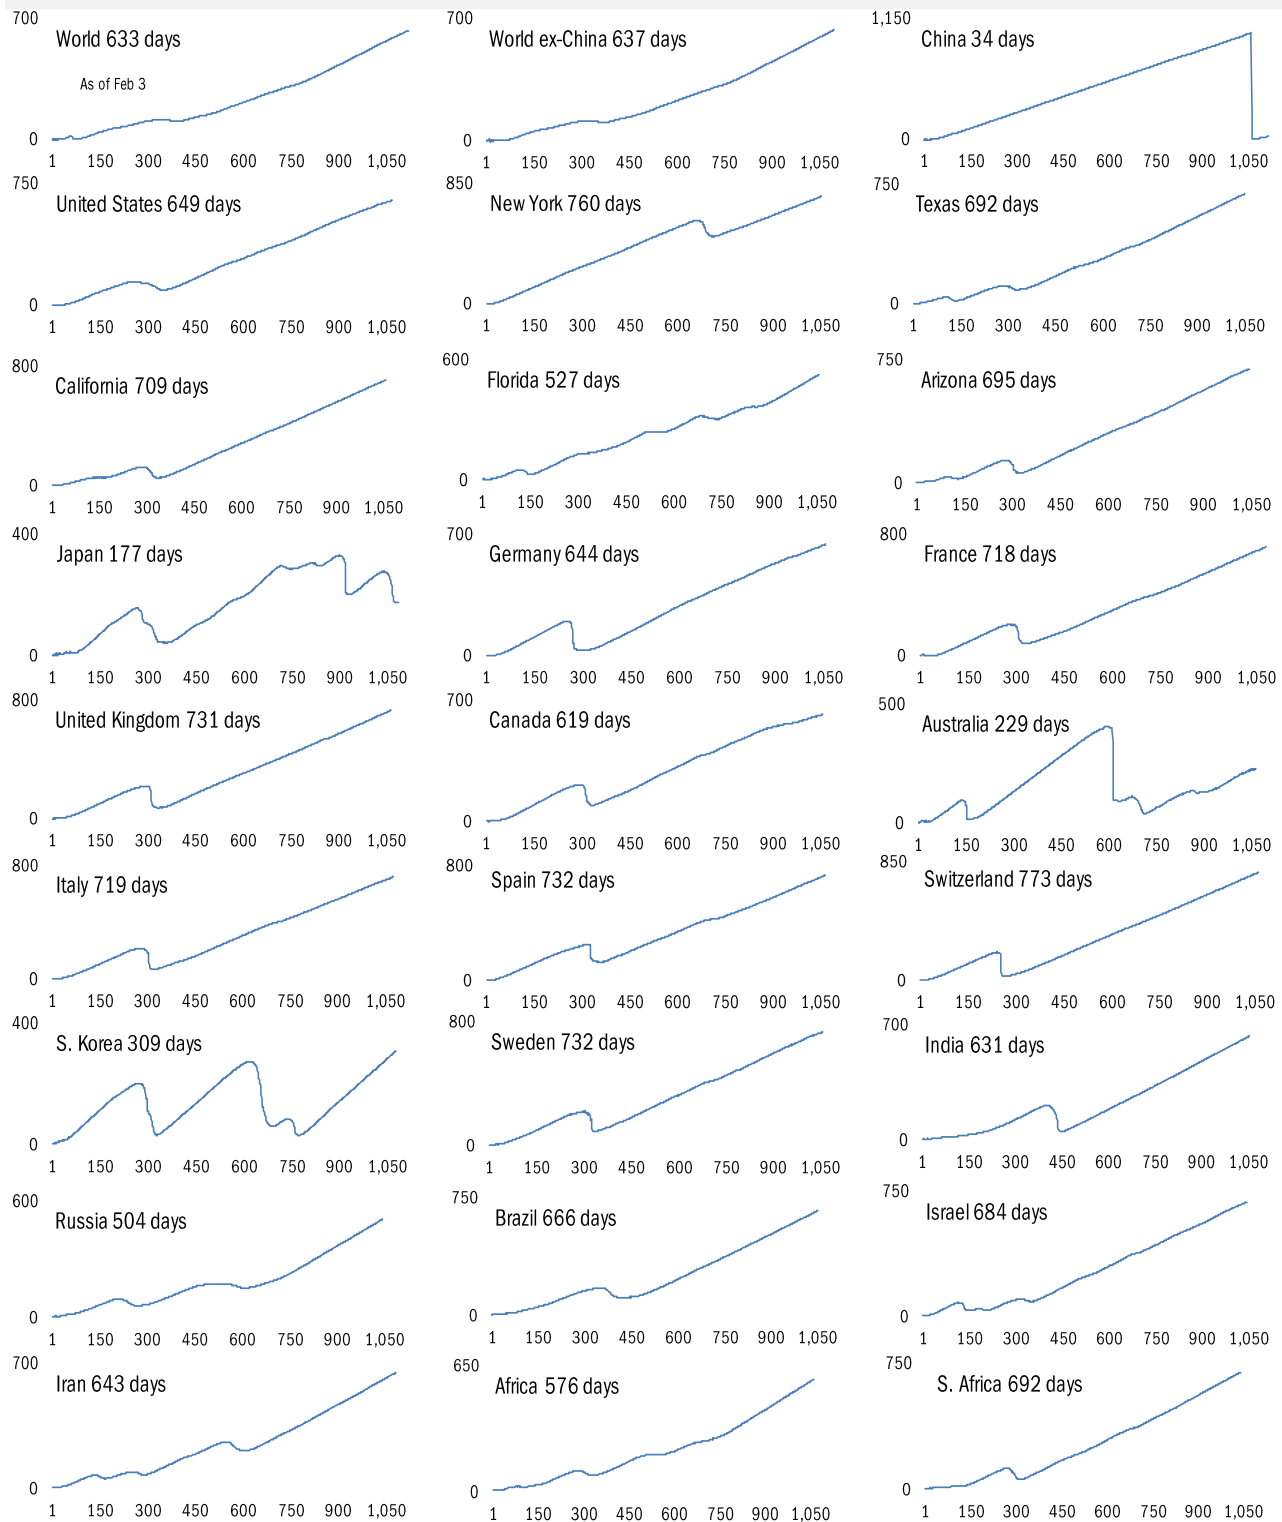 700 700 1,150
World 633 days World ex-China 637 days China 34 days
As of Feb 3
0 0 0
1 150 300 450 600 750 900 1,050 1 150 300 450 600 750 900 1,050 1 150 300 450 600 750 900 1,050
750 850 750
United States 649 days New York 760 days Texas 692 days
0 0 0
1 150 300 450 600 750 900 1,050 1 150 300 450 600 750 900 1,050 1 150 300 450 600 750 900 1,050
800 600 750
California 709 days Florida 527 days Arizona 695 days
0 0 0
1 150 300 450 600 750 900 1,050 1 150 300 450 600 750 900 1,050 1 150 300 450 600 750 900 1,050
400 700 800
Japan 177 days Germany 644 days France 718 days
0 0 0
1 150 300 450 600 750 900 1,050 1 150 300 450 600 750 900 1,050 1 150 300 450 600 750 900 1,050
800 700 500
United Kingdom 731 days Canada 619 days Australia 229 days
0 0 0
1 150 300 450 600 750 900 1,050 1 150 300 450 600 750 900 1,050 1 150 300 450 600 750 900 1,050
800 800 850
Italy 719 days Spain 732 days Switzerland 773 days
0 0 0
1 150 300 450 600 750 900 1,050 1 150 300 450 600 750 900 1,050 1 150 300 450 600 750 900 1,050
400 800 700
S. Korea 309 days Sweden 732 days India 631 days
0 0 0
1 150 300 450 600 750 900 1,050 1 150 300 450 600 750 900 1,050 1 150 300 450 600 750 900 1,050
600 750 750
Russia 504 days Brazil 666 days Israel 684 days
0 0 0
1 150 300 450 600 750 900 1,050 1 150 300 450 600 750 900 1,050 1 150 300 450 600 750 900 1,050
700 650 750
Iran 643 days Africa 576 days S. Africa 692 days
0 0 0
1 150 300 450 600 750 900 1,050 1 150 300 450 600 750 900 1,050 1 150 300 450 600 750 900 1,050